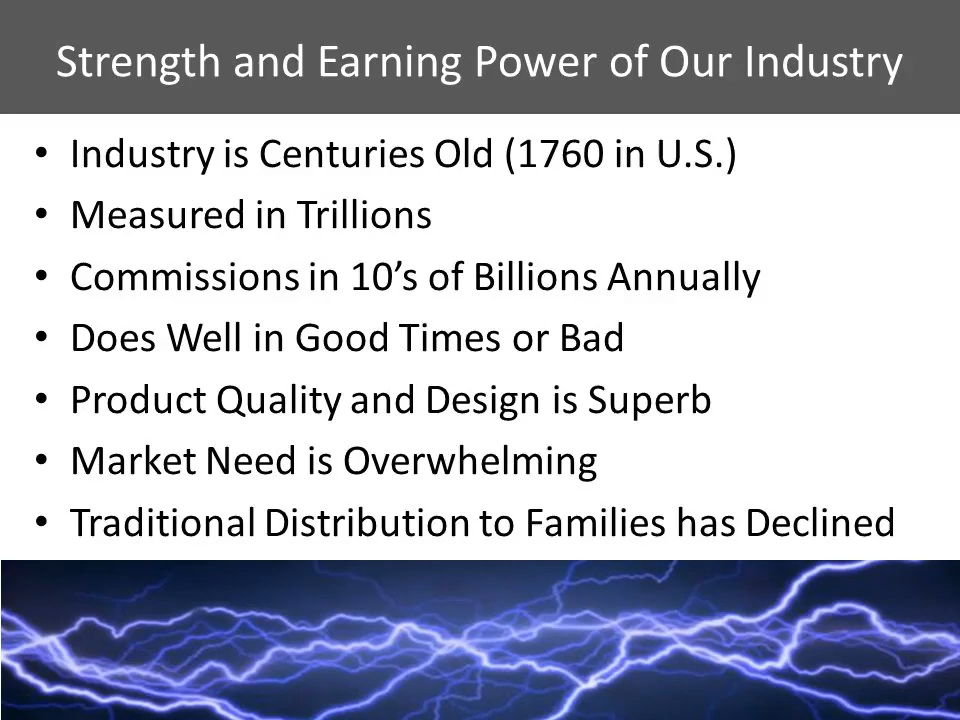 Strength and Earning Power of Our Industry
• Industry is Centuries Old (1760 in U.S.)
• Measured in Trillions
• Commissions in 10’s of Billions Annually
• Does Well in Good Times or Bad
• Product Quality and Design is Superb
• Market Need is Overwhelming
• Traditional Distribution to Families has Declined